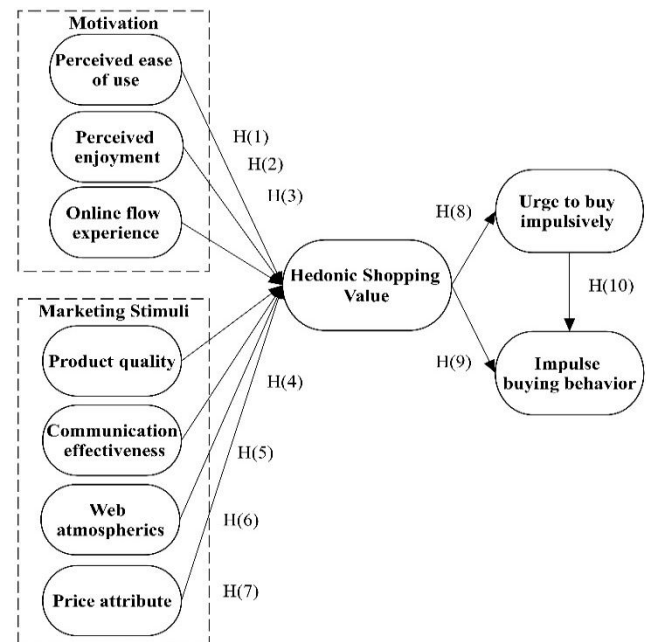 Motivation
Perceived ease
of use
Perceived
enjoyment
Online flow
experience
H(1)
H(2)
H(3)
Marketing Stimuli
Product quality
Communication
effectiveness
Web
atmospherics
Price attribute
H(4)
H(5)
H(6)
H(7)
Hedonic Shopping
Value
H(8)
H(9)
Urge to buy
impulsively
H(10)
Impulse
buying behavior